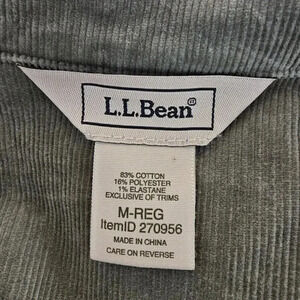 L.L.Bean®
83% COTTON
16% POLYESTER
1% ELASTANE
EXCLUSIVE OF TRIMS
M-REG
ItemID 270956
MADE IN CHINA
CARE ON REVERSE